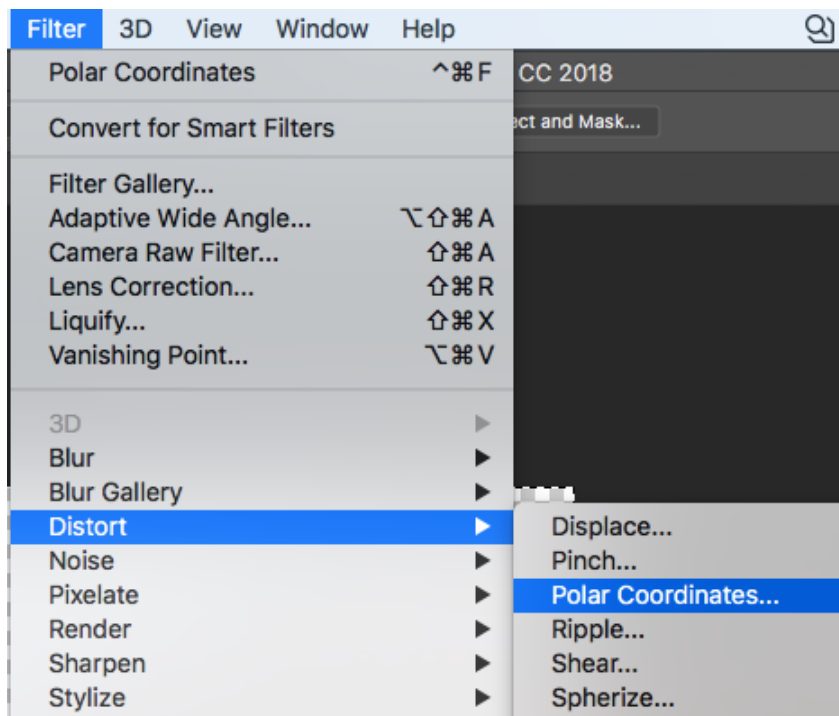 Filter 3D View Window Help
Polar Coordinates ^⌘F
CC 2018
Convert for Smart Filters
ect and Mask...
Filter Gallery...
Adaptive Wide Angle... ⌥⇧⌘A
Camera Raw Filter... ⇧⌘A
Lens Correction... ⇧⌘R
Liquify... ⇧⌘X
Vanishing Point... ⌥⌘V
3D
Blur
Blur Gallery
Distort
Noise
Pixelate
Render
Sharpen
Stylize
Displace...
Pinch...
Polar Coordinates...
Ripple...
Shear...
Spherize...